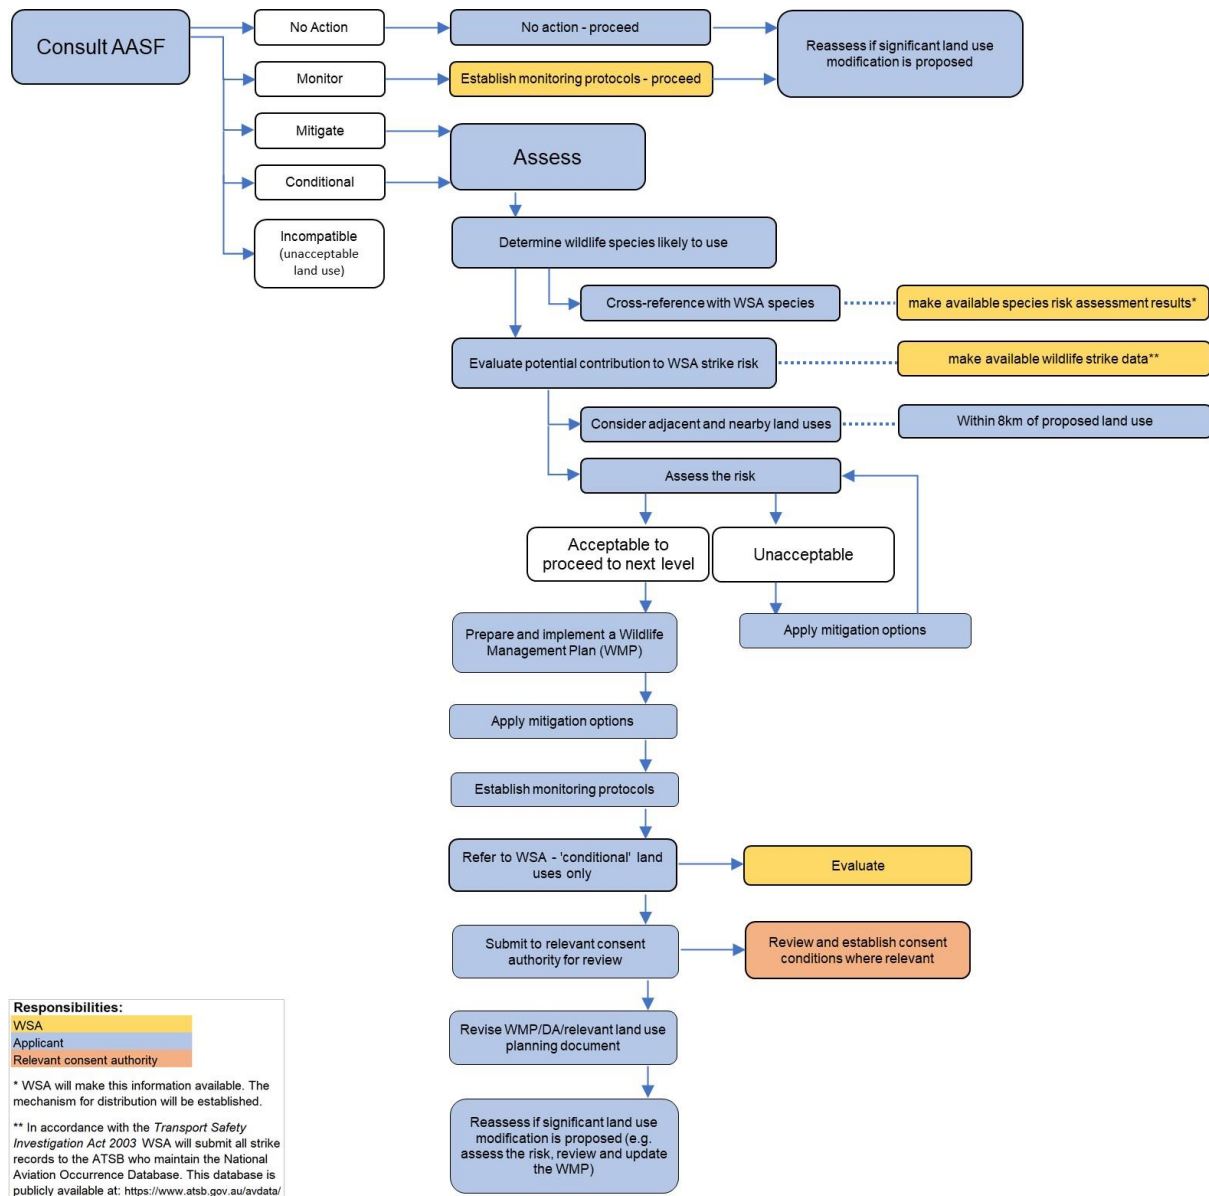 Consult AASF
No Action
No action - proceed
Reassess if significant land use
modification is proposed
Monitor
Establish monitoring protocols - proceed
Mitigate
Assess
Conditional
Incompatible
(unacceptable
land use)
Determine wildlife species likely to use
Cross-reference with WSA species
make available species risk assessment results*
Evaluate potential contribution to WSA strike risk
make available wildlife strike data**
Consider adjacent and nearby land uses
Within 8km of proposed land use
Assess the risk
Acceptable to
proceed to next level
Unacceptable
Prepare and implement a Wildlife
Management Plan (WMP)
Apply mitigation options
Apply mitigation options
Establish monitoring protocols
Refer to WSA - 'conditional' land
uses only
Evaluate
Submit to relevant consent
authority for review
Review and establish consent
conditions where relevant
Revise WMP/DA/relevant land use
planning document
Reassess if significant land use
modification is proposed (e.g.
assess the risk, review and update
the WMP)
Responsibilities:
WSA
Applicant
Relevant consent authority
* WSA will make this information available. The
mechanism for distribution will be established.
** In accordance with the Transport Safety
Investigation Act 2003 WSA will submit all strike
records to the ATSB who maintain the National
Aviation Occurrence Database. This database is
publicly available at: https://www.atsb.gov.au/avdata/